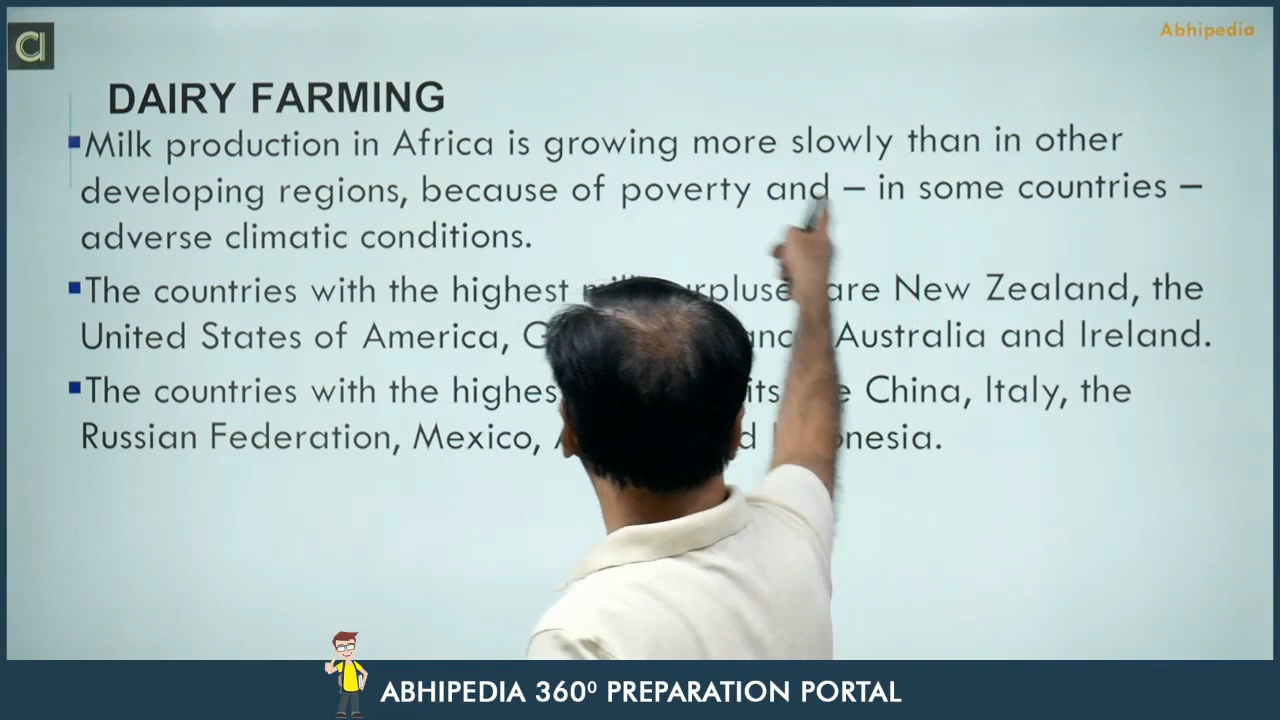 Abhipedia
DAIRY FARMING
Milk production in Africa is growing more slowly than in other
developing regions, because of poverty and – in some countries –
adverse climatic conditions.
The countries with the highest are New Zealand, the
United States of America, Australia and Ireland.
The countries with the China, Italy, the
Russian Federation, Mexico,
ABHIPEDIA 360⁰ PREPARATION PORTAL